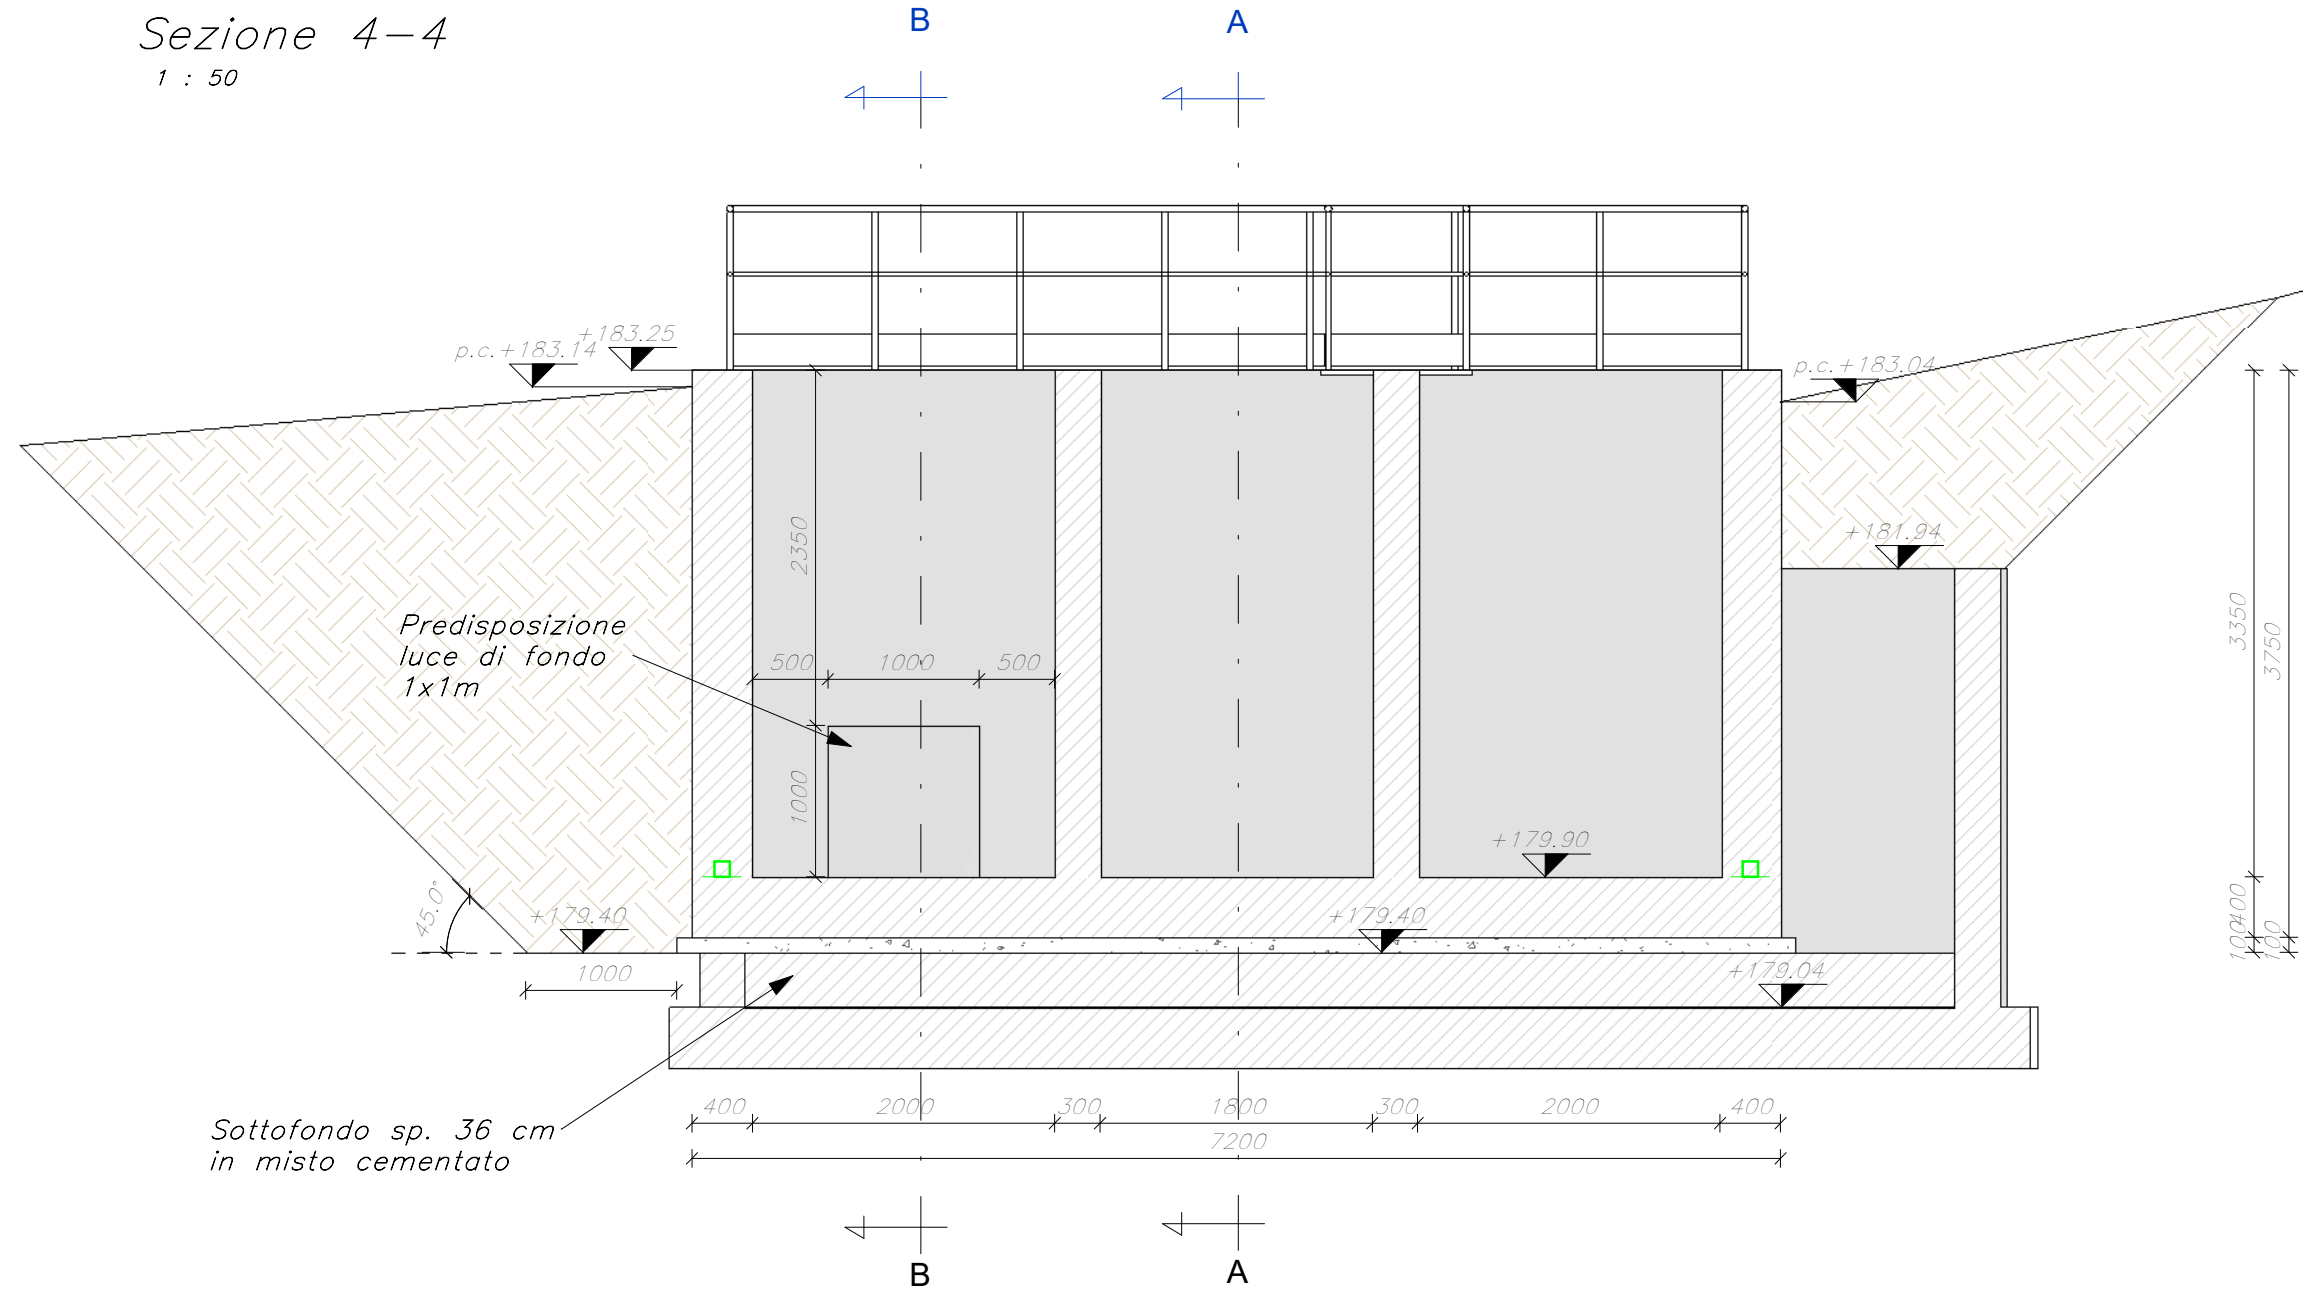 Sezione 4-4
1 : 50
B
A
+183.25
p.c.+183.14
p.c.+183.04
+181.94
2350
3350
3750
Predisposizione
luce di fondo
1x1m
500
1000
500
1000
+179.90
45.0°
+179.40
+179.40
400
100
100
1000
+179.04
Sottofondo sp. 36 cm
in misto cementato
400
2000
300
1800
300
2000
400
7200
B
A